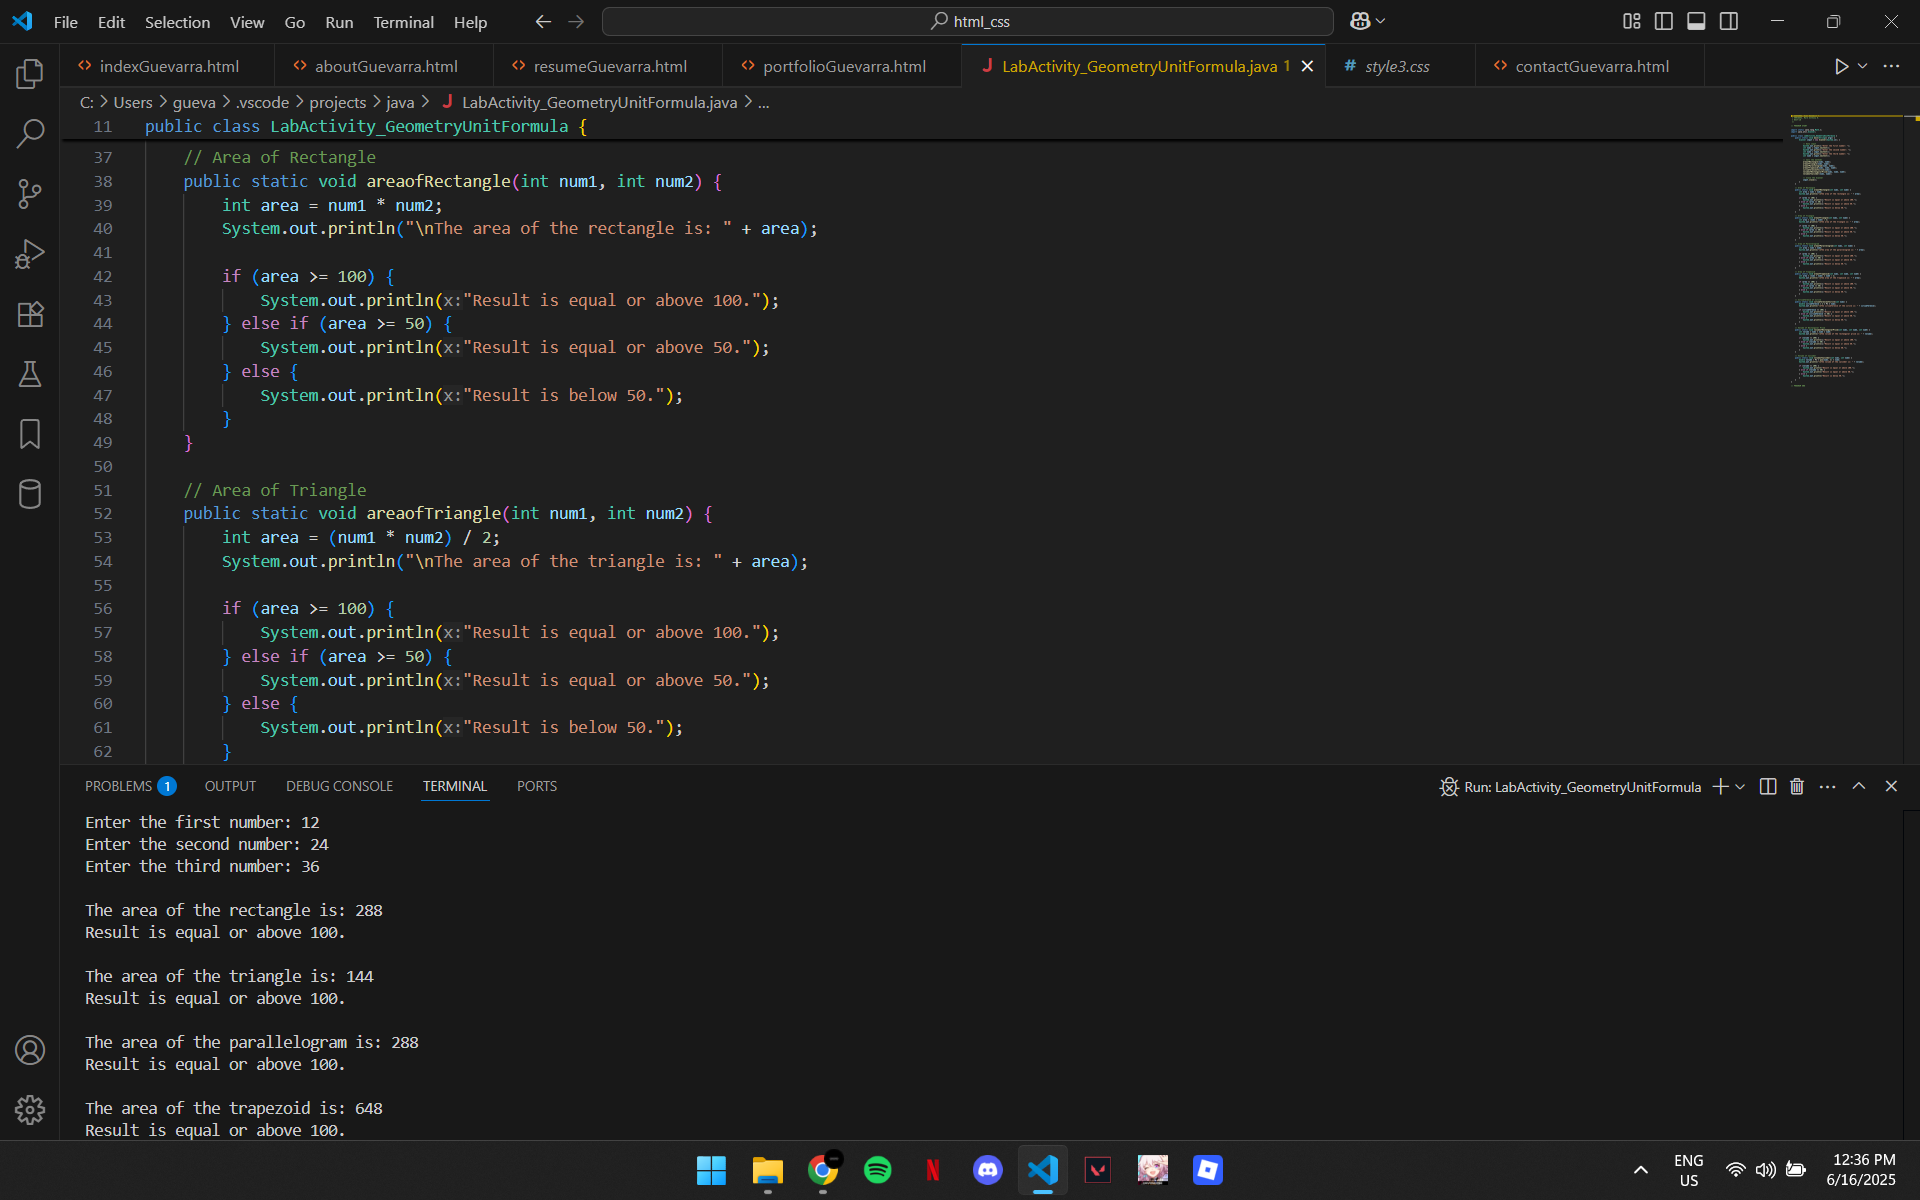 File Edit Selection View Go Run Terminal Help
html_css
indexGuevarra.html
aboutGuevarra.html
resumeGuevarra.html
portfolioGuevarra.html
LabActivity_GeometryUnitFormula.java 1
style3.css
contactGuevarra.html
C: > Users > gueva > .vscode > projects > java > LabActivity_GeometryUnitFormula.java > ...
11 public class LabActivity_GeometryUnitFormula {
37 // Area of Rectangle
38 public static void areaofRectangle(int num1, int num2) {
39 int area = num1 * num2;
40 System.out.println("\nThe area of the rectangle is: " + area);
41
42 if (area >= 100) {
43 System.out.println(x:"Result is equal or above 100.");
44 } else if (area >= 50) {
45 System.out.println(x:"Result is equal or above 50.");
46 } else {
47 System.out.println(x:"Result is below 50.");
48 }
49 }
50
51 // Area of Triangle
52 public static void areaofTriangle(int num1, int num2) {
53 int area = (num1 * num2) / 2;
54 System.out.println("\nThe area of the triangle is: " + area);
55
56 if (area >= 100) {
57 System.out.println(x:"Result is equal or above 100.");
58 } else if (area >= 50) {
59 System.out.println(x:"Result is equal or above 50.");
60 } else {
61 System.out.println(x:"Result is below 50.");
62 }
PROBLEMS 1 OUTPUT DEBUG CONSOLE TERMINAL PORTS
Run: LabActivity_GeometryUnitFormula
Enter the first number: 12
Enter the second number: 24
Enter the third number: 36
The area of the rectangle is: 288
Result is equal or above 100.
The area of the triangle is: 144
Result is equal or above 100.
The area of the parallelogram is: 288
Result is equal or above 100.
The area of the trapezoid is: 648
Result is equal or above 100.
ENG
US
12:36 PM
6/16/2025